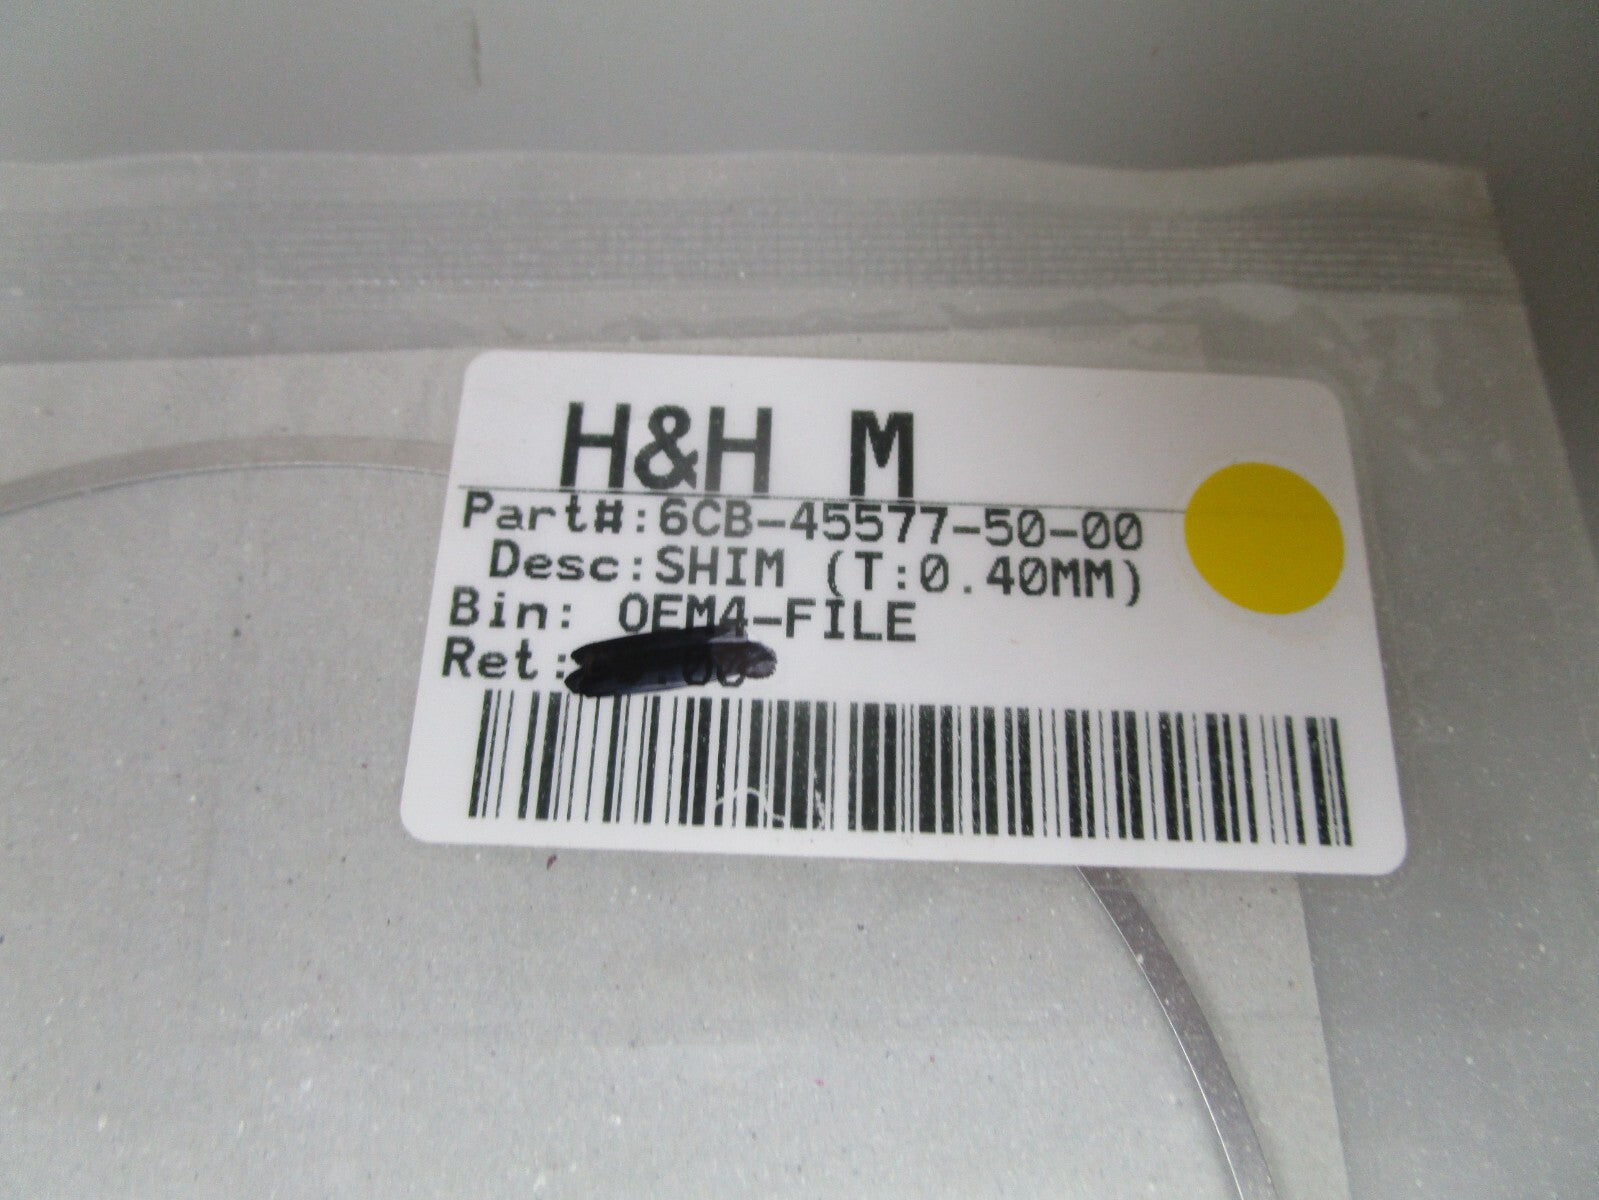 H&H M
Part#:6CB-45577-50-00
Desc:SHIM (T:0.40MM)
Bin: OEM4-FILE
Ret: